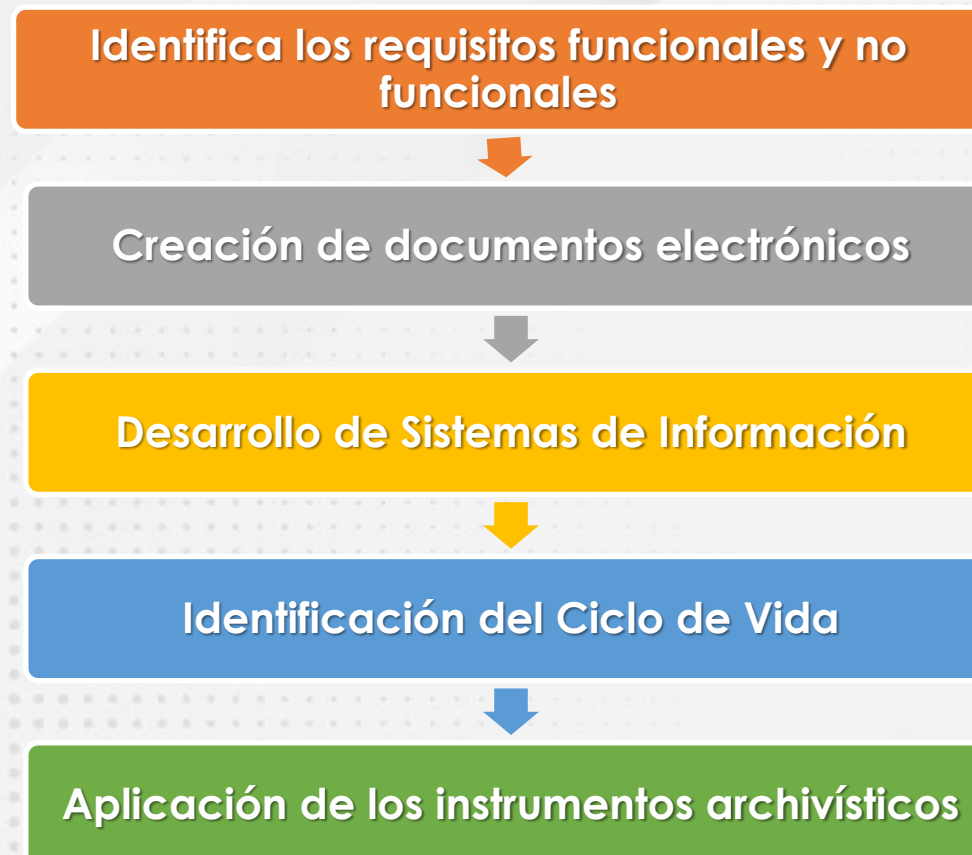 Identifica los requisitos funcionales y no
funcionales
Creación de documentos electrónicos
Desarrollo de Sistemas de Información
Identificación del Ciclo de Vida
Aplicación de los instrumentos archivísticos